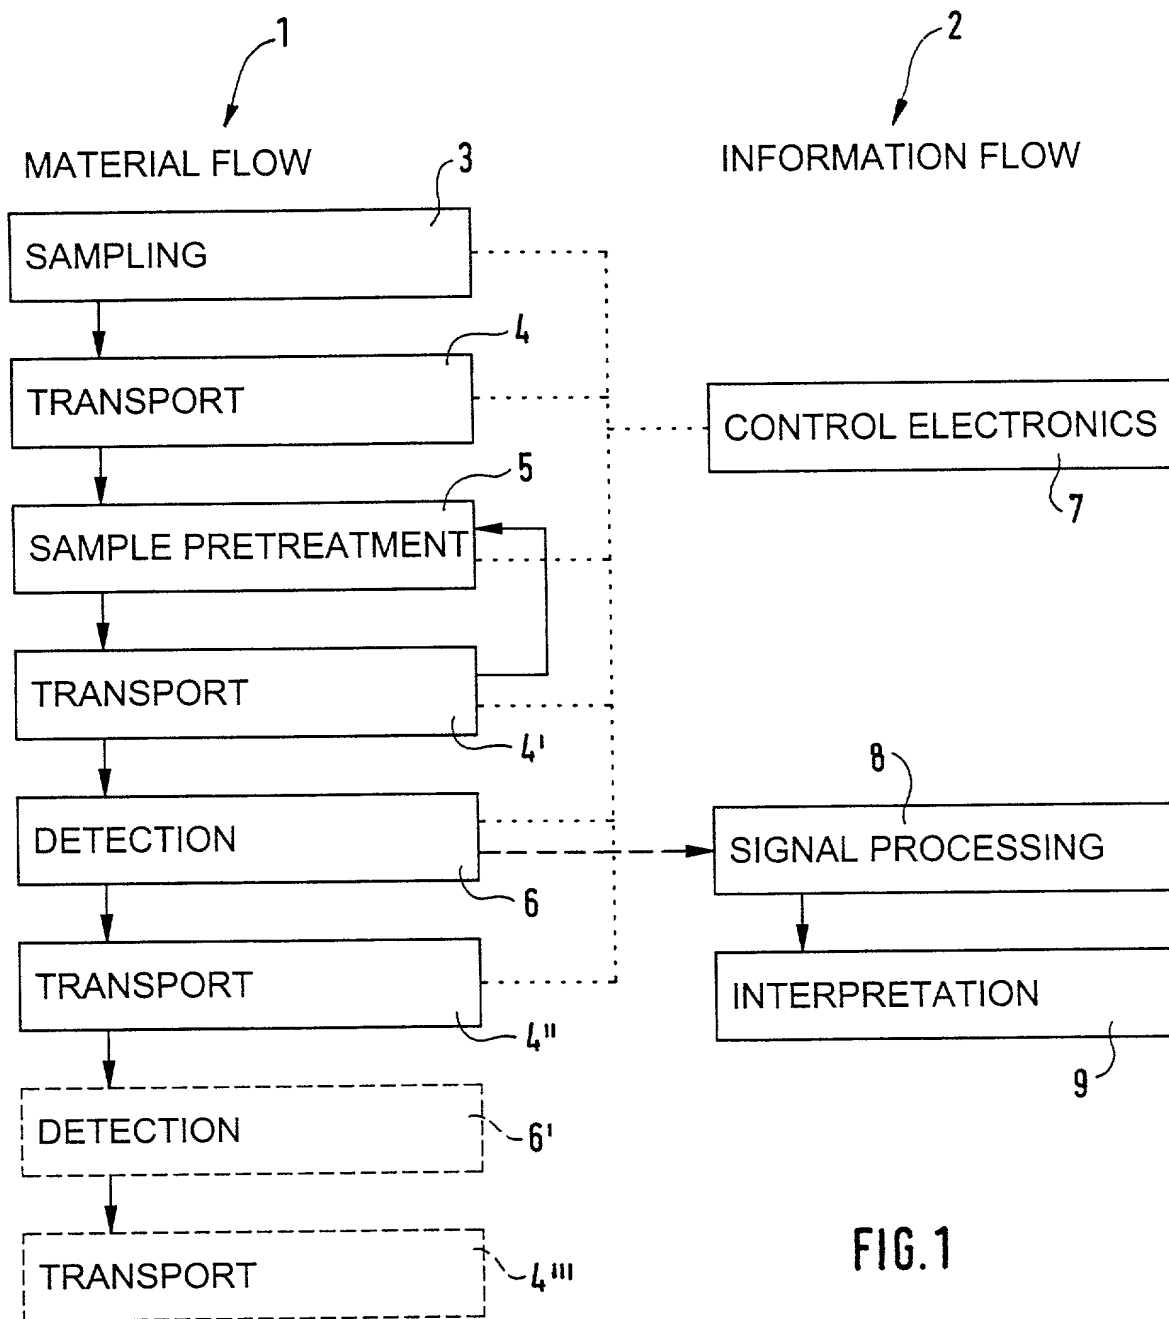 1
2
MATERIAL FLOW
INFORMATION FLOW
3
SAMPLING
4
TRANSPORT
CONTROL ELECTRONICS
7
5
SAMPLE PRETREATMENT
TRANSPORT
4'
8
DETECTION
SIGNAL PROCESSING
6
TRANSPORT
INTERPRETATION
4''
9
DETECTION
6'
TRANSPORT
4'''
FIG.1